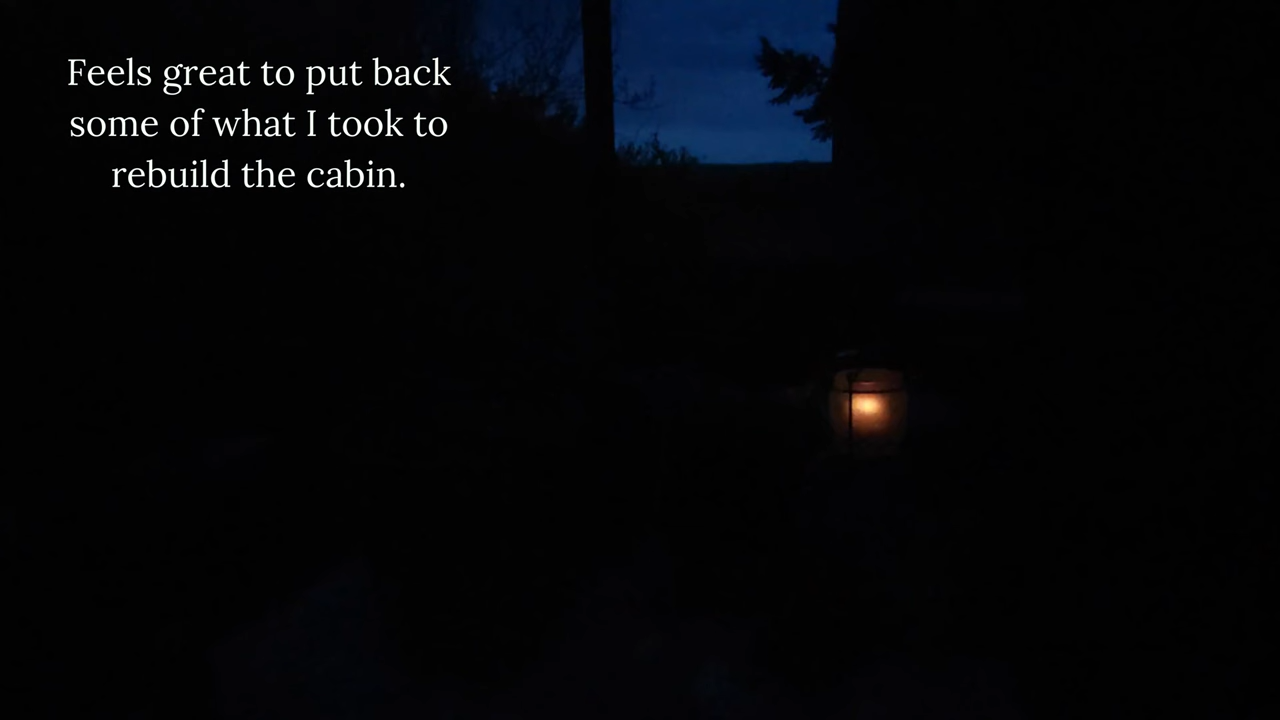 Feels great to put back
some of what I took to
rebuild the cabin.